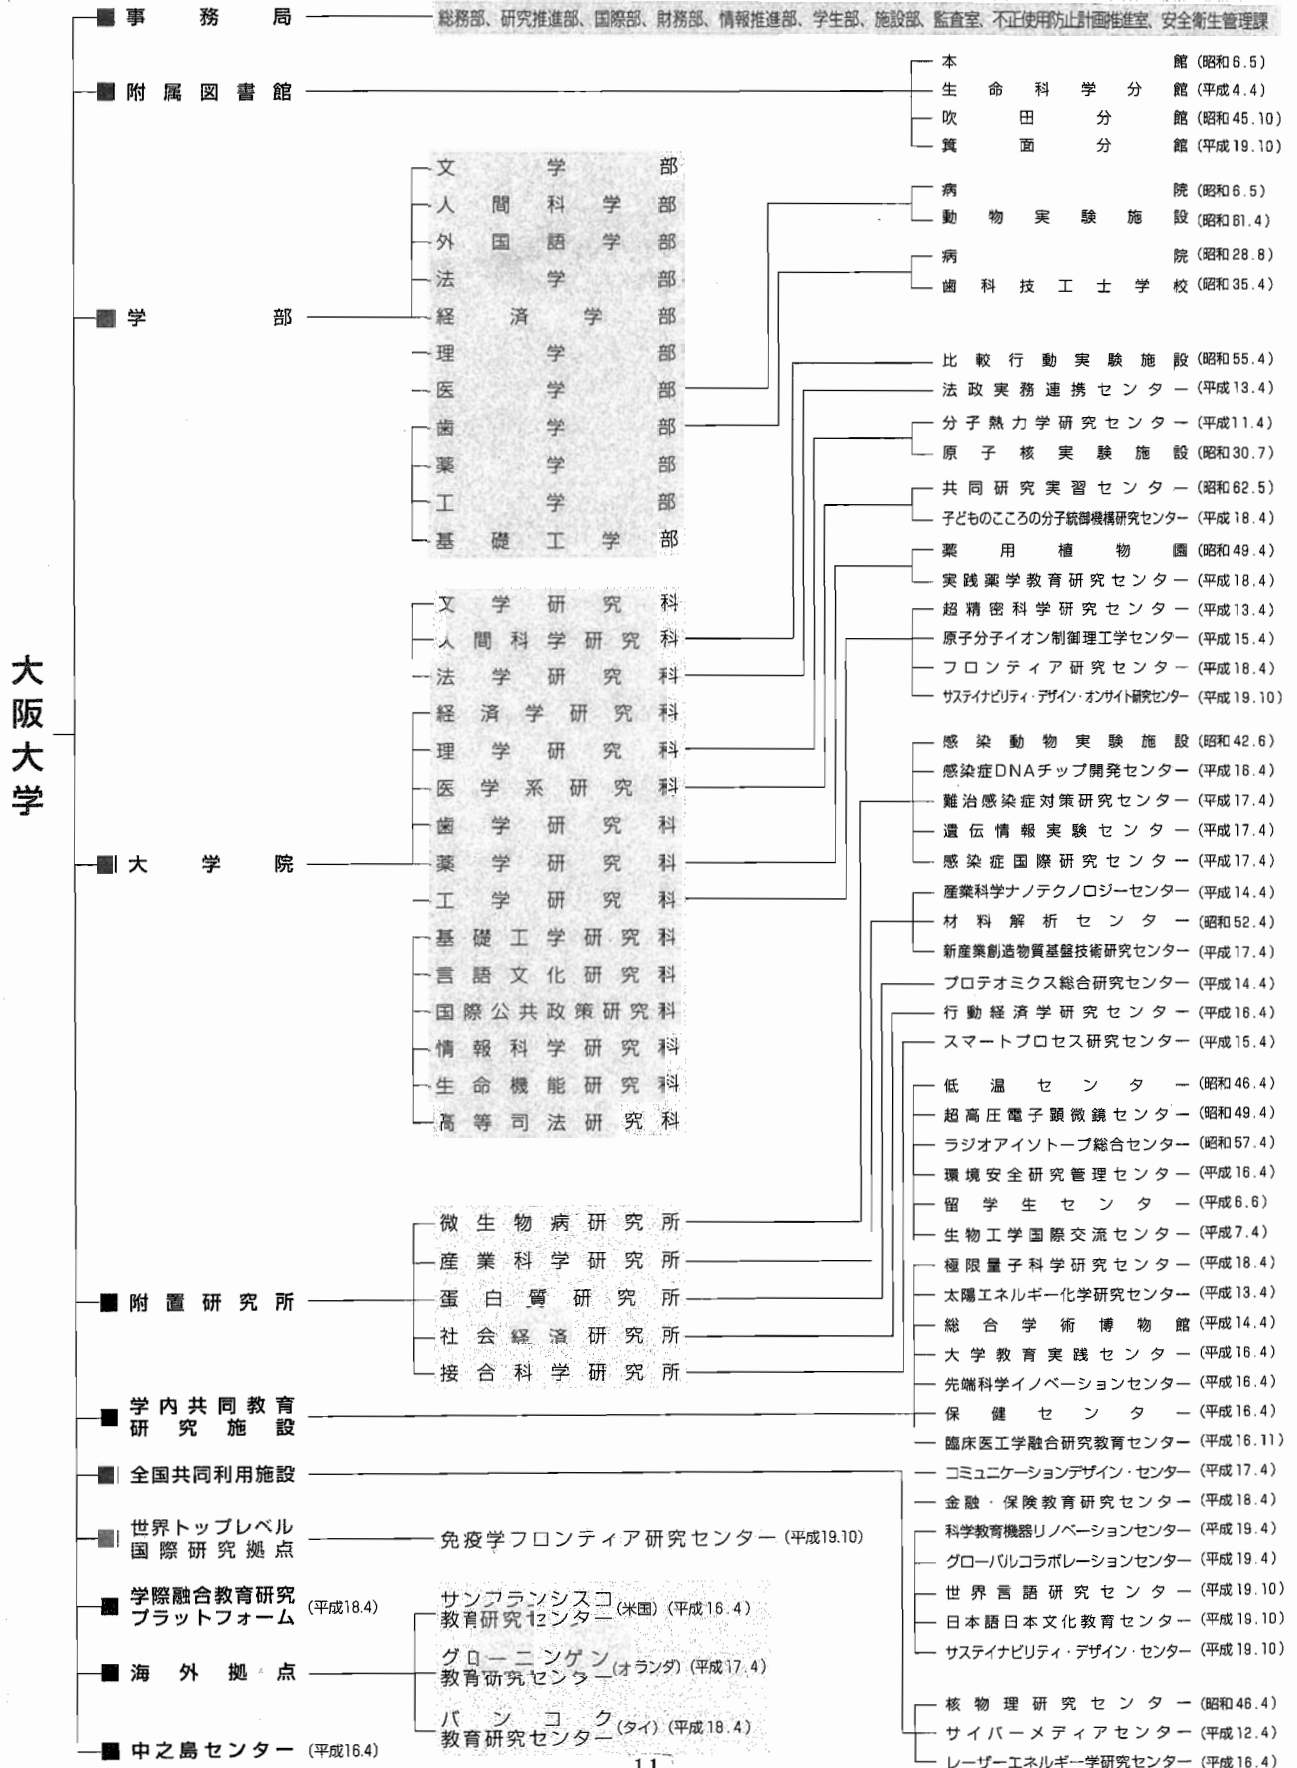 大阪大学
事務局
総務部、研究推進部、国際部、財務部、情報推進部、学生部、施設部、監査室、不正使用防止計画推進室、安全衛生管理課
附属図書館
本館 (昭和6.5)
生命科学分館 (平成4.4)
吹田分館 (昭和45.10)
箕面分館 (平成19.10)
学部
文学部
人間科学部
外国語学部
法学部
経済学部
理学部
医学部
歯学部
薬学部
工学部
基礎工学部
病院 (昭和6.5)
動物実験施設 (昭和61.4)
病院 (昭和28.8)
歯科技工士学校 (昭和35.4)
大学院
文学研究科
人間科学研究科
法学研究科
経済学研究科
理学研究科
医学系研究科
歯学研究科
薬学研究科
工学研究科
基礎工学研究科
言語文化研究科
国際公共政策研究科
情報科学研究科
生命機能研究科
高等司法研究科
比較行動実験施設 (昭和55.4)
法政実務連携センター (平成13.4)
分子熱力学研究センター (平成11.4)
原子核実験施設 (昭和30.7)
共同研究実習センター (昭和62.5)
子どものこころの分子統御機構研究センター (平成18.4)
薬用植物園 (昭和49.4)
実践薬学教育研究センター (平成18.4)
超精密科学研究センター (平成13.4)
原子分子イオン制御理工学センター (平成15.4)
フロンティア研究センター (平成18.4)
サステイナビリティ・デザイン・オンサイト研究センター (平成19.10)
附置研究所
微生物病研究所
産業科学研究所
蛋白質研究所
社会経済研究所
接合科学研究所
感染動物実験施設 (昭和42.6)
感染症DNAチップ開発センター (平成16.4)
難治感染症対策研究センター (平成17.4)
遺伝情報実験センター (平成17.4)
感染症国際研究センター (平成17.4)
産業科学ナノテクノロジーセンター (平成14.4)
材料解析センター (昭和52.4)
新産業創造物質基盤技術研究センター (平成17.4)
プロテオミクス総合研究センター (平成14.4)
行動経済学研究センター (平成16.4)
スマートプロセス研究センター (平成15.4)
学内共同教育
研究施設
低温センター (昭和46.4)
超高圧電子顕微鏡センター (昭和49.4)
ラジオアイソトープ総合センター (昭和57.4)
環境安全研究管理センター (平成16.4)
留学生センター (平成6.6)
生物工学国際交流センター (平成7.4)
極限量子科学研究センター (平成18.4)
太陽エネルギー化学研究センター (平成13.4)
総合学術博物館 (平成14.4)
大学教育実践センター (平成16.4)
先端科学イノベーションセンター (平成16.4)
保健センター (平成16.4)
臨床医工学融合研究教育センター (平成16.11)
コミュニケーションデザイン・センター (平成17.4)
金融・保険教育研究センター (平成18.4)
科学教育機器リノベーションセンター (平成19.4)
グローバルコラボレーションセンター (平成19.4)
世界言語研究センター (平成19.10)
日本語日本文化教育センター (平成19.10)
サステイナビリティ・デザイン・センター (平成19.10)
全国共同利用施設
核物理研究センター (昭和46.4)
サイバーメディアセンター (平成12.4)
レーザーエネルギー学研究センター (平成16.4)
世界トップレベル
国際研究拠点
免疫学フロンティア研究センター (平成19.10)
学際融合教育研究
プラットフォーム (平成18.4)
海外拠点
サンフランシスコ
教育研究センター (米国) (平成16.4)
グローニンゲン
教育研究センター (オランダ) (平成17.4)
バンコク
教育研究センター (タイ) (平成18.4)
中之島センター (平成16.4)
11